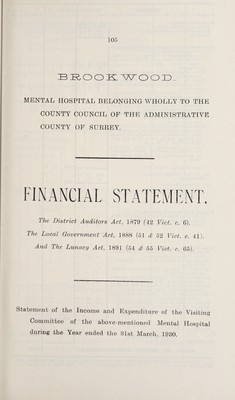 105
BROOKWOOD.
MENTAL HOSPITAL BELONGING WHOLLY TO THE
COUNTY COUNCIL OF THE ADMINISTRATIVE
COUNTY OF SURREY.
FINANCIAL STATEMENT.
The District Auditors Act, 1879 (42 Vict. c. 6).
The Local Government Act, 1888 (51 & 52 Vict. c. 41).
And The Lunacy Act, 1891 (54 & 55 Vict. c. 65).
Statement of the Income and Expenditure of the Visiting
Committee of the above-mentioned Mental Hospital
during the Year ended the 31st March, 1930.